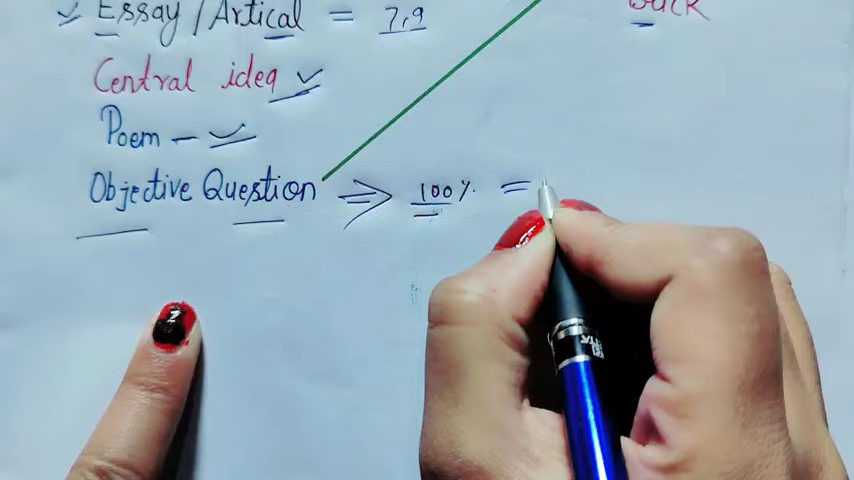 Essay / Artical = 7,9
Central idea
Poem -
Objective Question ⇒ 100% =